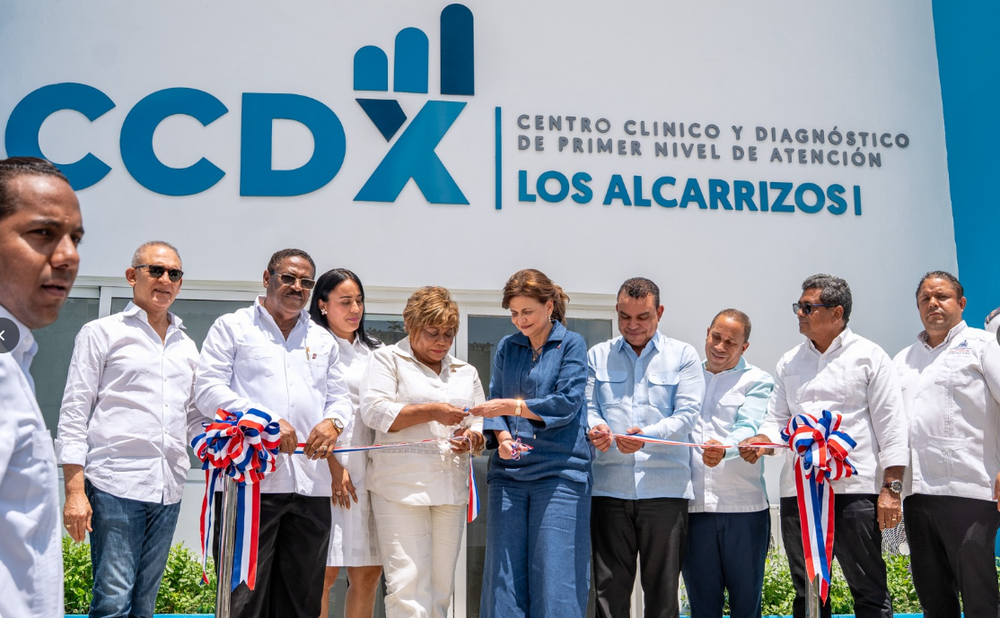 CCDX
CENTRO CLINICO Y DIAGNÓSTICO
DE PRIMER NIVEL DE ATENCIÓN
LOS ALCARRIZOS I